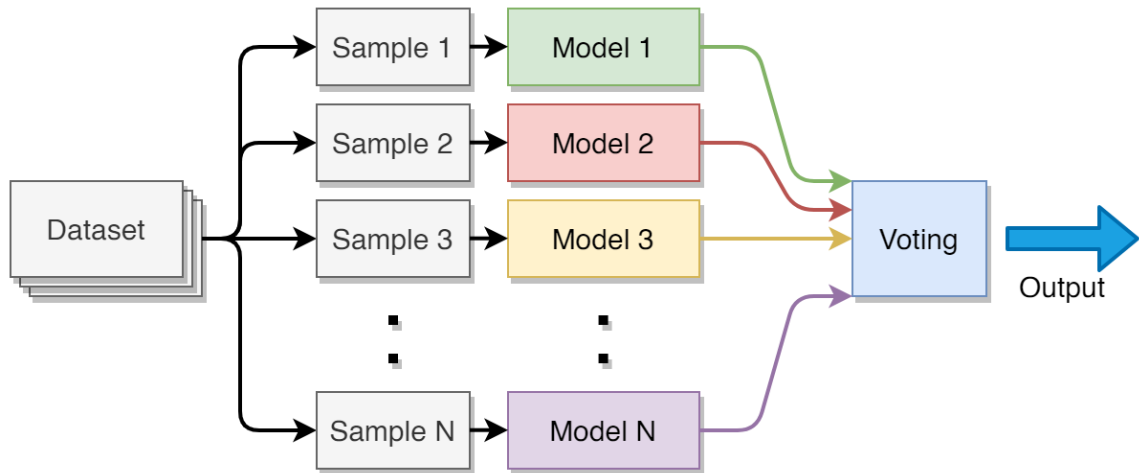 Sample 1
Model 1
Sample 2
Model 2
Dataset
Sample 3
Model 3
Voting
Output
Sample N
Model N